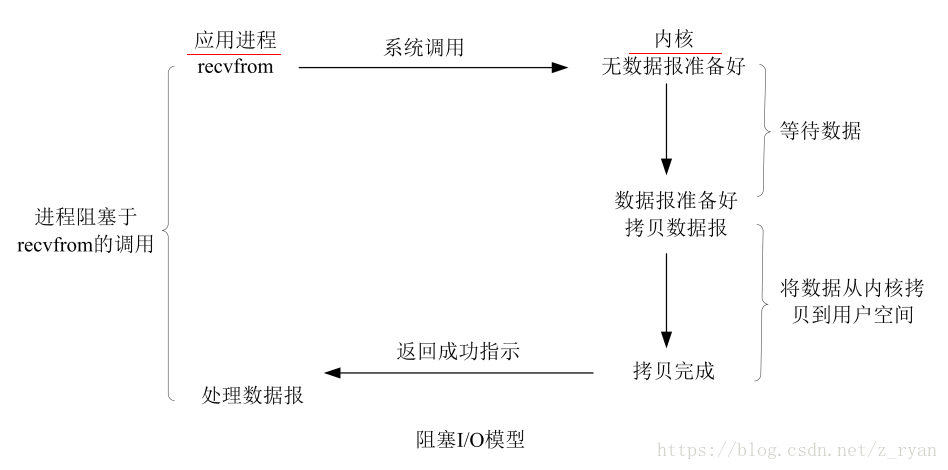 应用进程
系统调用
内核
recvfrom
无数据报准备好
等待数据
数据报准备好
拷贝数据报
进程阻塞于
recvfrom的调用
将数据从内核拷
贝到用户空间
返回成功指示
拷贝完成
处理数据报
阻塞I/O模型
https://blog.csdn.net/z_ryan